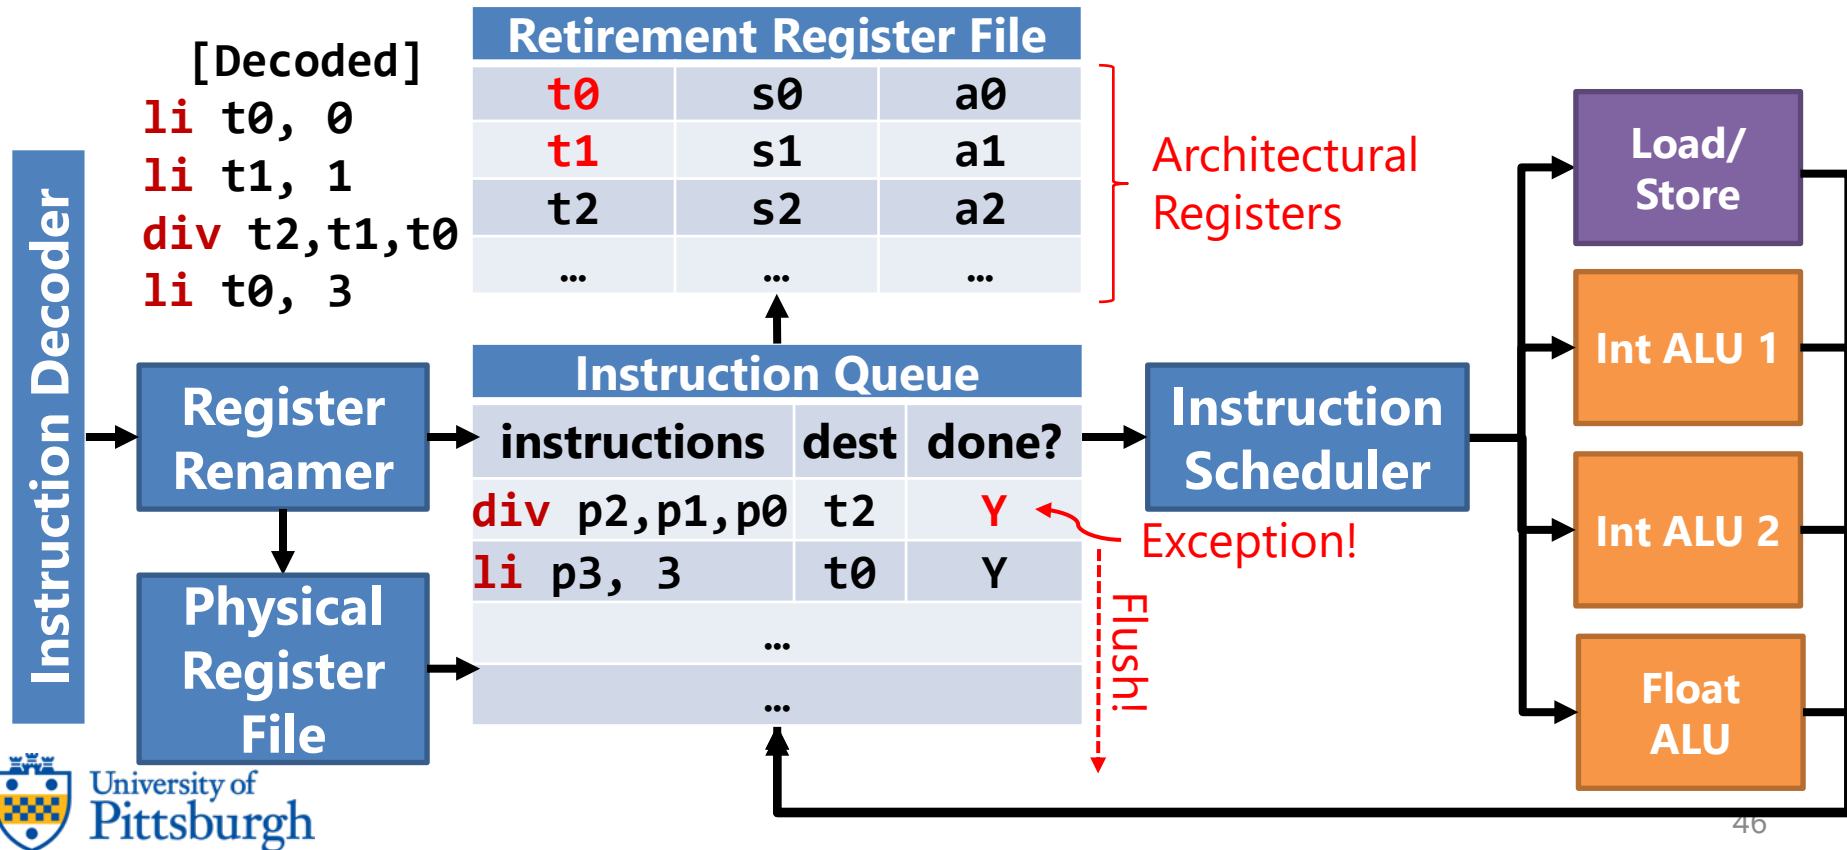 [Decoded]
li t0, 0
li t1, 1
div t2,t1,t0
li t0, 3
Instruction Decoder
Register
Renamer
Physical
Register
File
Retirement Register File
t0 s0 a0
t1 s1 a1
t2 s2 a2
… … …
Architectural
Registers
Instruction Queue
instructions dest done?
div p2,p1,p0 t2 Y
li p3, 3 t0 Y
…
…
Exception!
Flush!
Instruction
Scheduler
Load/
Store
Int ALU 1
Int ALU 2
Float
ALU
University of
Pittsburgh
46